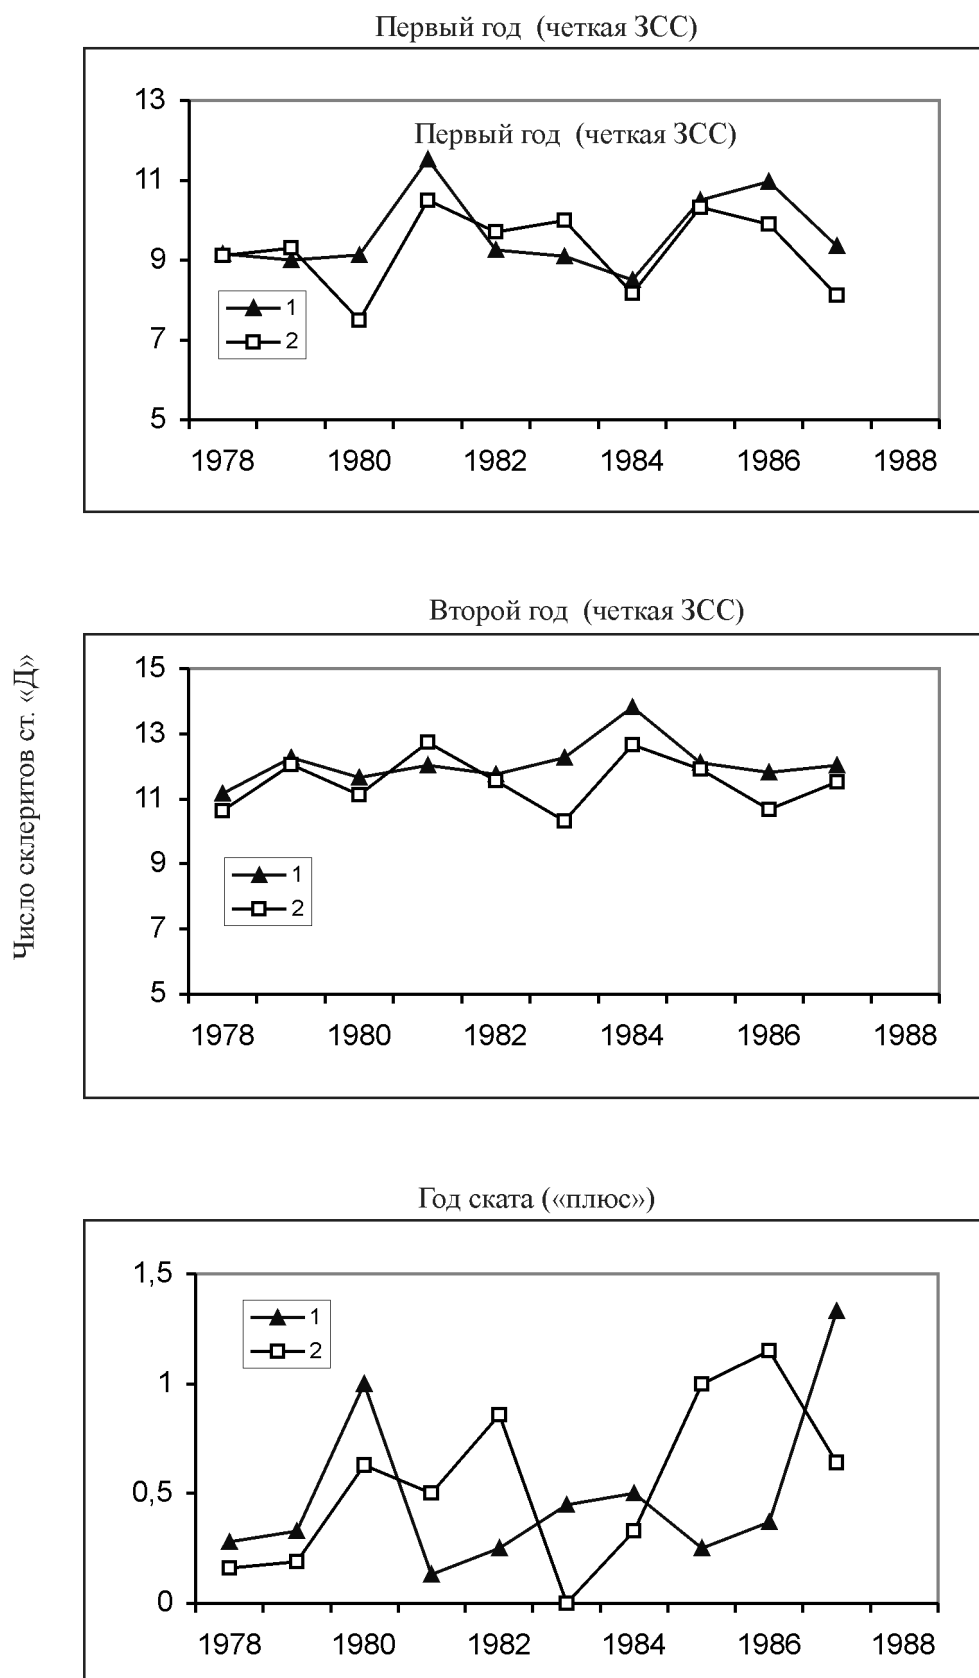 Первый год (четкая ЗСС)
13
Первый год (четкая ЗСС)
11
9
1
2
7
5
1978 1980 1982 1984 1986 1988
Число склеритов ст. «Д»
Второй год (четкая ЗСС)
15
13
11
9
1
2
7
5
1978 1980 1982 1984 1986 1988
Год ската («плюс»)
1,5
1
2
1
0,5
0
1978 1980 1982 1984 1986 1988